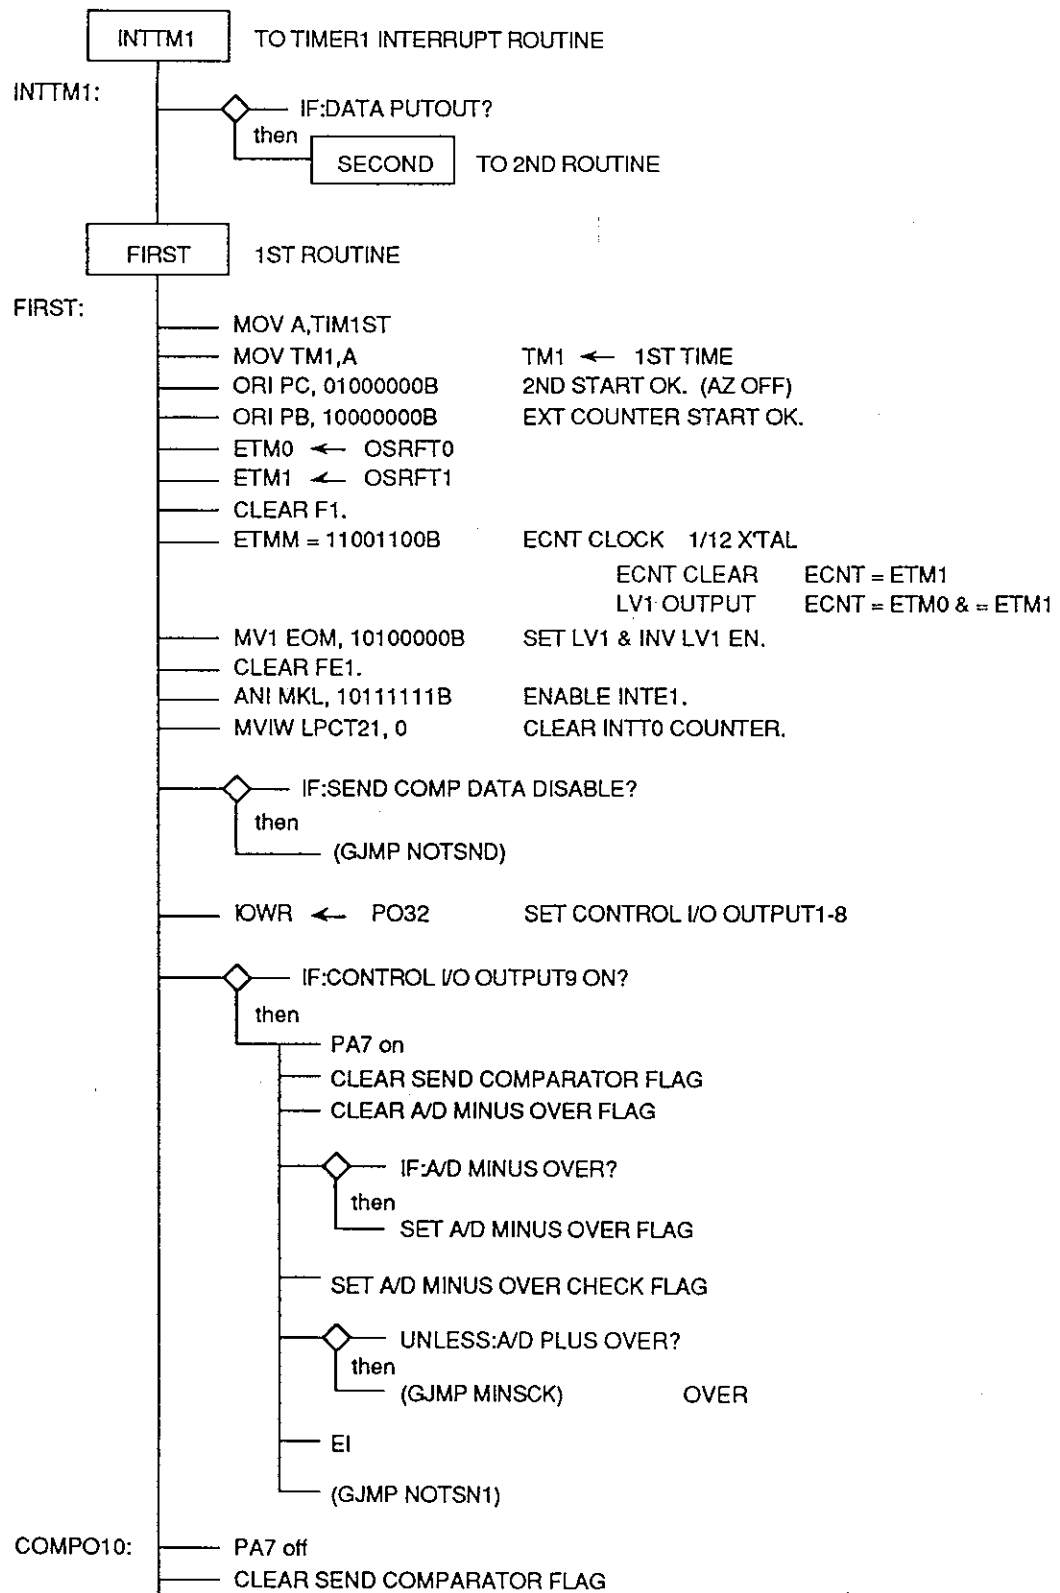 INTTM1 TO TIMER1 INTERRUPT ROUTINE
INTTM1:
IF:DATA PUTOUT?
then
SECOND TO 2ND ROUTINE
FIRST 1ST ROUTINE
FIRST:
MOV A,TIM1ST
MOV TM1,A TM1 ← 1ST TIME
ORI PC, 01000000B 2ND START OK. (AZ OFF)
ORI PB, 10000000B EXT COUNTER START OK.
ETM0 ← OSRFT0
ETM1 ← OSRFT1
CLEAR F1.
ETMM = 11001100B ECNT CLOCK 1/12 X'TAL
ECNT CLEAR ECNT = ETM1
LV1 OUTPUT ECNT = ETM0 & = ETM1
MV1 EOM, 10100000B SET LV1 & INV LV1 EN.
CLEAR FE1.
ANI MKL, 10111111B ENABLE INTE1.
MVIW LPCT21, 0 CLEAR INTT0 COUNTER.
IF:SEND COMP DATA DISABLE?
then
(GJMP NOTSND)
IOWR ← PO32 SET CONTROL I/O OUTPUT1-8
IF:CONTROL I/O OUTPUT9 ON?
then
PA7 on
CLEAR SEND COMPARATOR FLAG
CLEAR A/D MINUS OVER FLAG
IF:A/D MINUS OVER?
then
SET A/D MINUS OVER FLAG
SET A/D MINUS OVER CHECK FLAG
UNLESS:A/D PLUS OVER?
then
(GJMP MINSCK) OVER
EI
(GJMP NOTSN1)
COMPO10: PA7 off
CLEAR SEND COMPARATOR FLAG